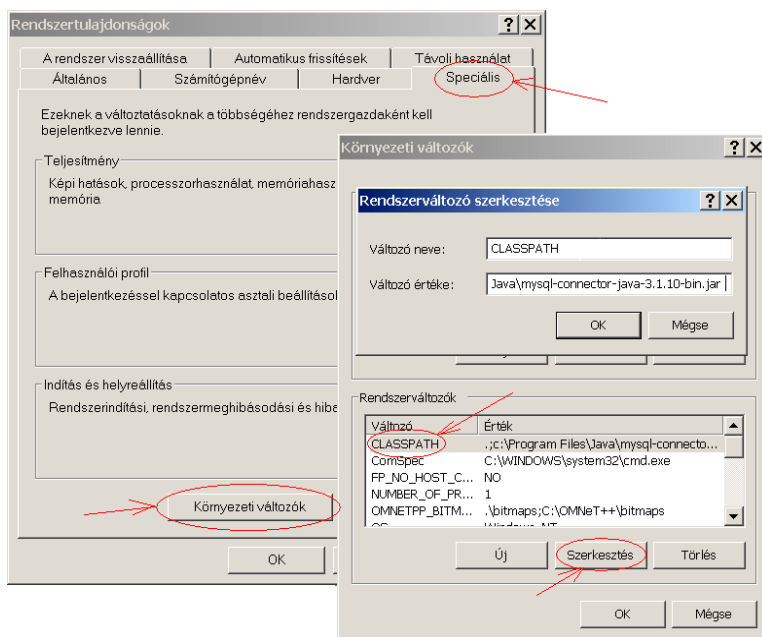 Rendszertulajdonságok
A rendszer visszaállítása
Automatikus frissítések
Távoli használat
Általános
Számítógépnév
Hardver
Speciális
Ezeknek a változtatásoknak a többségéhez rendszergazdaként kell
bejelentkezve lennie.
Teljesítmény
Képi hatások, processzorhasználat, memóriahasz
memória
Felhasználói profil
A bejelentkezéssel kapcsolatos asztali beállításol
Indítás és helyreállítás
Rendszerindítási, rendszermeghibásodási és hiba
Környezeti változók
OK
Környezeti változók
Rendszerváltozó szerkesztése
Változó neve:
CLASSPATH
Változó értéke:
Java\mysql-connector-java-3.1.10-bin.jar
OK
Mégse
Rendszerváltozók
Változó
Érték
CLASSPATH
.;c:\Program Files\Java\mysql-connecto...
ComSpec
C:\WINDOWS\system32\cmd.exe
FP_NO_HOST_C...
NO
NUMBER_OF_PR...
1
OMNETPP_BITM...
.\bitmaps;C:\OMNeT++\bitmaps
OS
Windows_NT
Új
Szerkesztés
Törlés
OK
Mégse